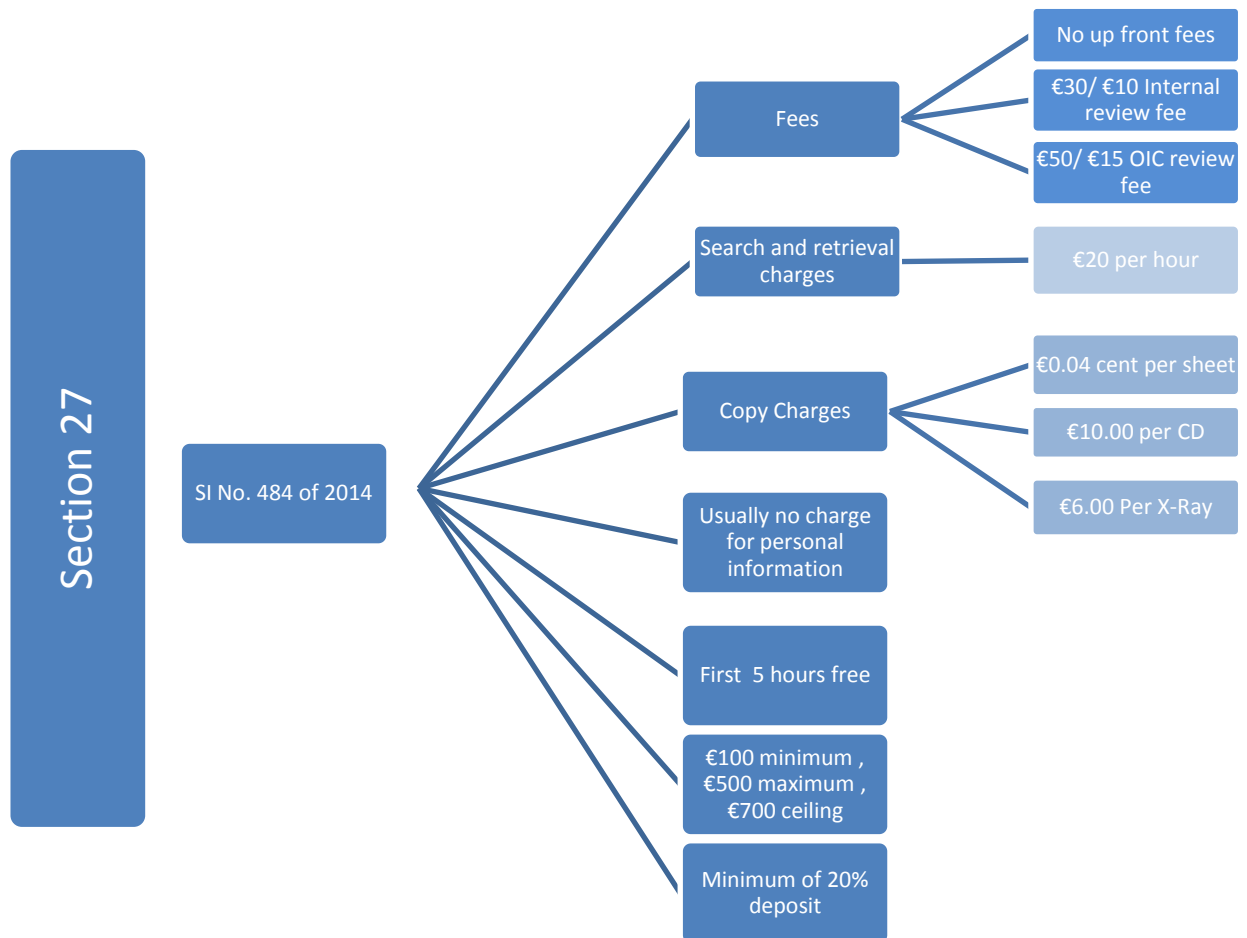 Section 27
SI No. 484 of 2014
Fees
No up front fees
€30/ €10 Internal
review fee
€50/ €15 OIC review
fee
Search and retrieval
charges
€20 per hour
Copy Charges
€0.04 cent per sheet
€10.00 per CD
€6.00 Per X-Ray
Usually no charge
for personal
information
First  5 hours free
€100 minimum ,
€500 maximum ,
€700 ceiling
Minimum of 20%
deposit